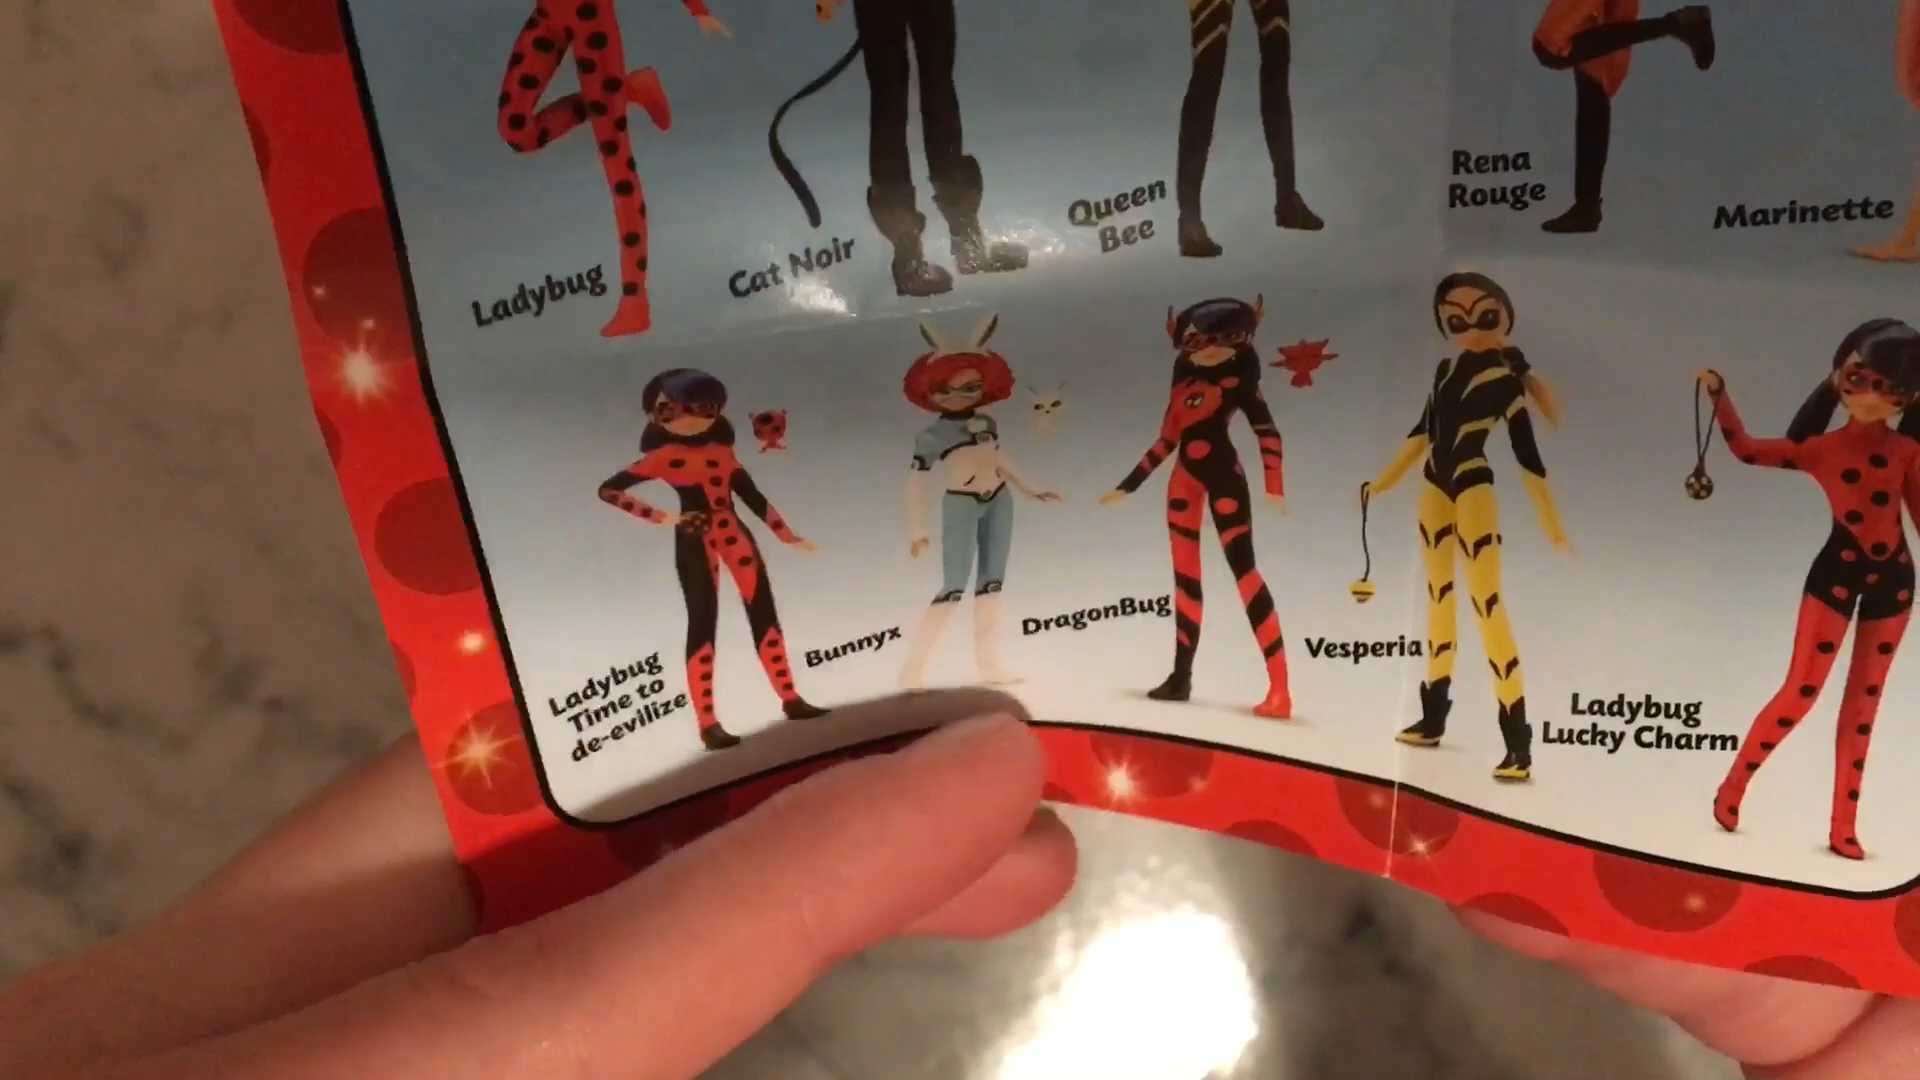 Ladybug
Cat Noir
Queen
Bee
Rena
Rouge
Marinette
Ladybug
Time to
de-evilize
Bunnyx
DragonBug
Vesperia
Ladybug
Lucky Charm